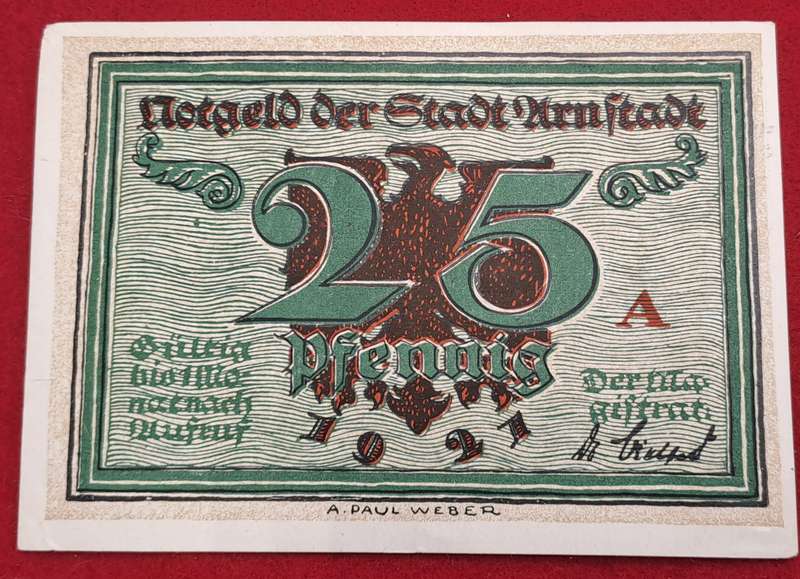 Notgeld der Stadt Arnstadt
25
Pfennig
1921
A
Gültig
bis 1 Mo
nat nach
Aufruf
Der Ma
gistrat.
A. PAUL WEBER